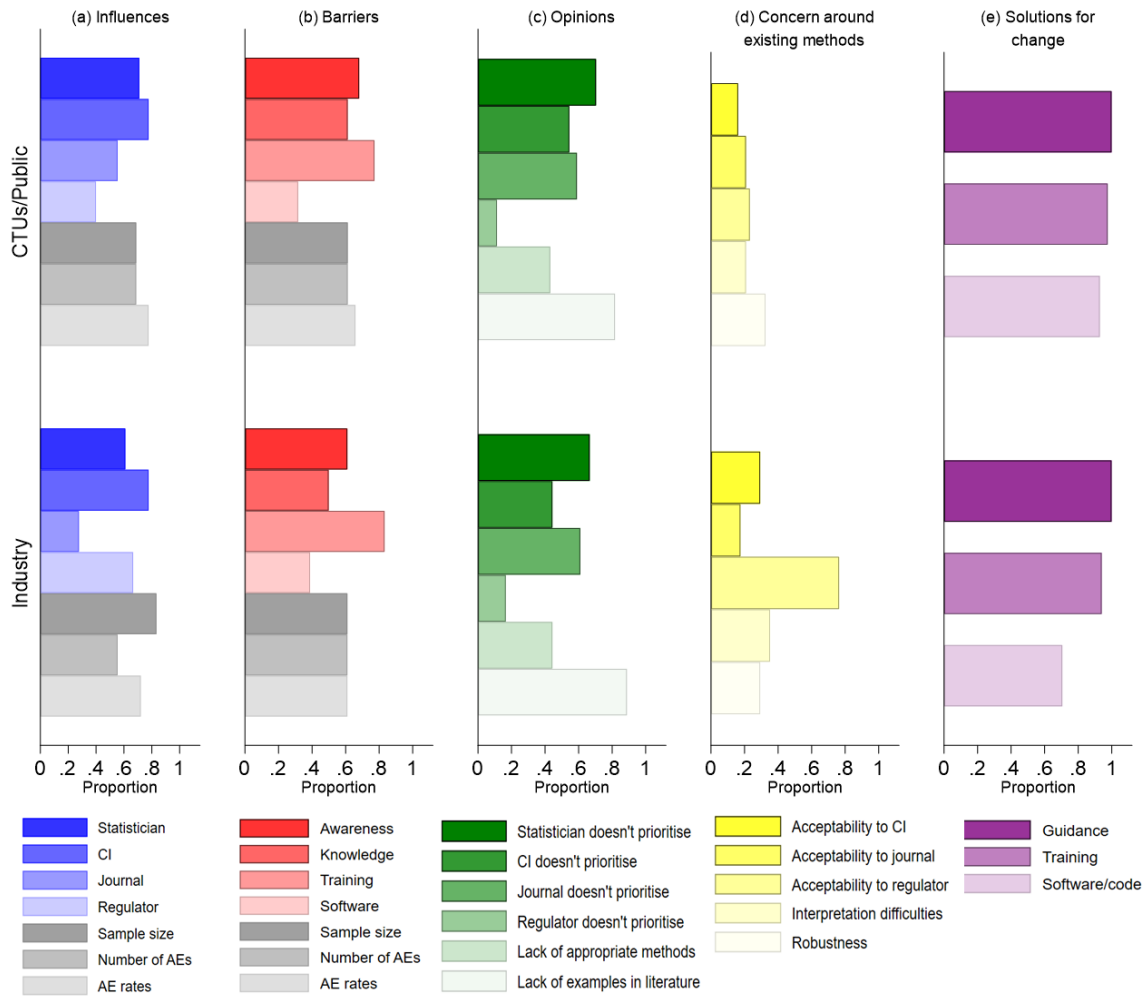 (a) Influences
(b) Barriers
(c) Opinions
(d) Concern around
existing methods
(e) Solutions for
change
CTUs/Public
Industry
0 .2 .4 .6 .8 1
Proportion
0 .2 .4 .6 .8 1
Proportion
0 .2 .4 .6 .8 1
Proportion
0 .2 .4 .6 .8 1
Proportion
0 .2 .4 .6 .8 1
Proportion
Statistician
CI
Journal
Regulator
Sample size
Number of AEs
AE rates
Awareness
Knowledge
Training
Software
Sample size
Number of AEs
AE rates
Statistician doesn't prioritise
CI doesn't prioritise
Journal doesn't prioritise
Regulator doesn't prioritise
Lack of appropriate methods
Lack of examples in literature
Acceptability to CI
Acceptability to journal
Acceptability to regulator
Interpretation difficulties
Robustness
Guidance
Training
Software/code